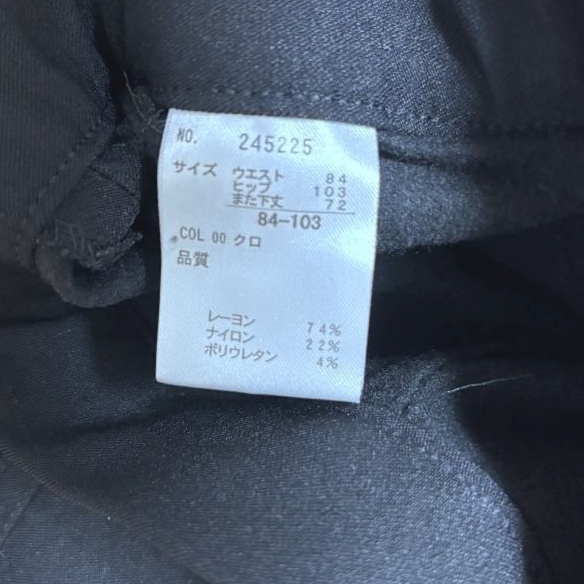 NO. 245225
サイズ ウエスト 84
ヒップ 103
また下丈 72
84-103
COL 00 クロ
品質
レーヨン 74%
ナイロン 22%
ポリウレタン 4%